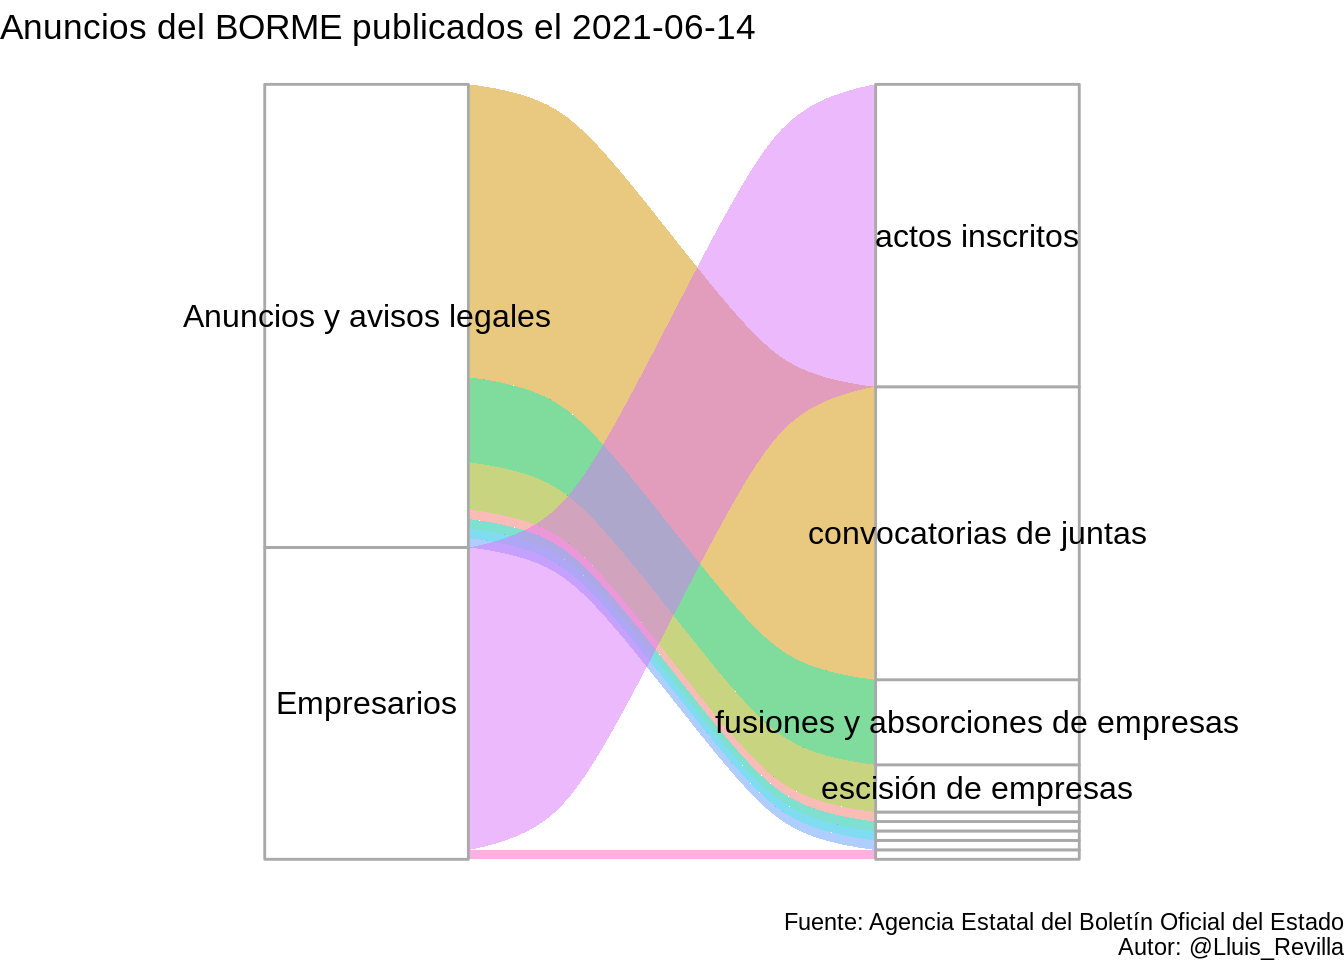 Anuncios del BORME publicados el 2021-06-14
actos inscritos
Anuncios y avisos legales
convocatorias de juntas
Empresarios
fusiones y absorciones de empresas
escisión de empresas
Fuente: Agencia Estatal del Boletín Oficial del Estado
Autor: @Lluis_Revilla